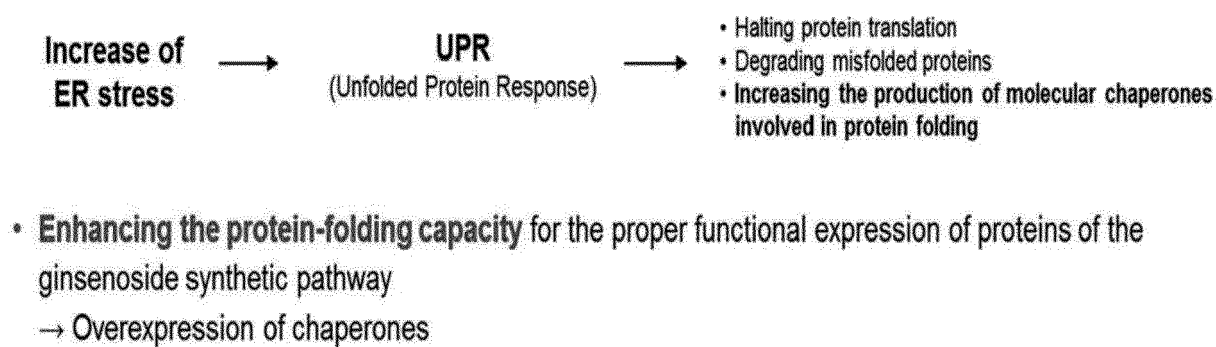 Increase of
ER stress
→
UPR
(Unfolded Protein Response)
→
• Halting protein translation
• Degrading misfolded proteins
• Increasing the production of molecular chaperones
involved in protein folding
• Enhancing the protein-folding capacity for the proper functional expression of proteins of the
ginsenoside synthetic pathway
→ Overexpression of chaperones